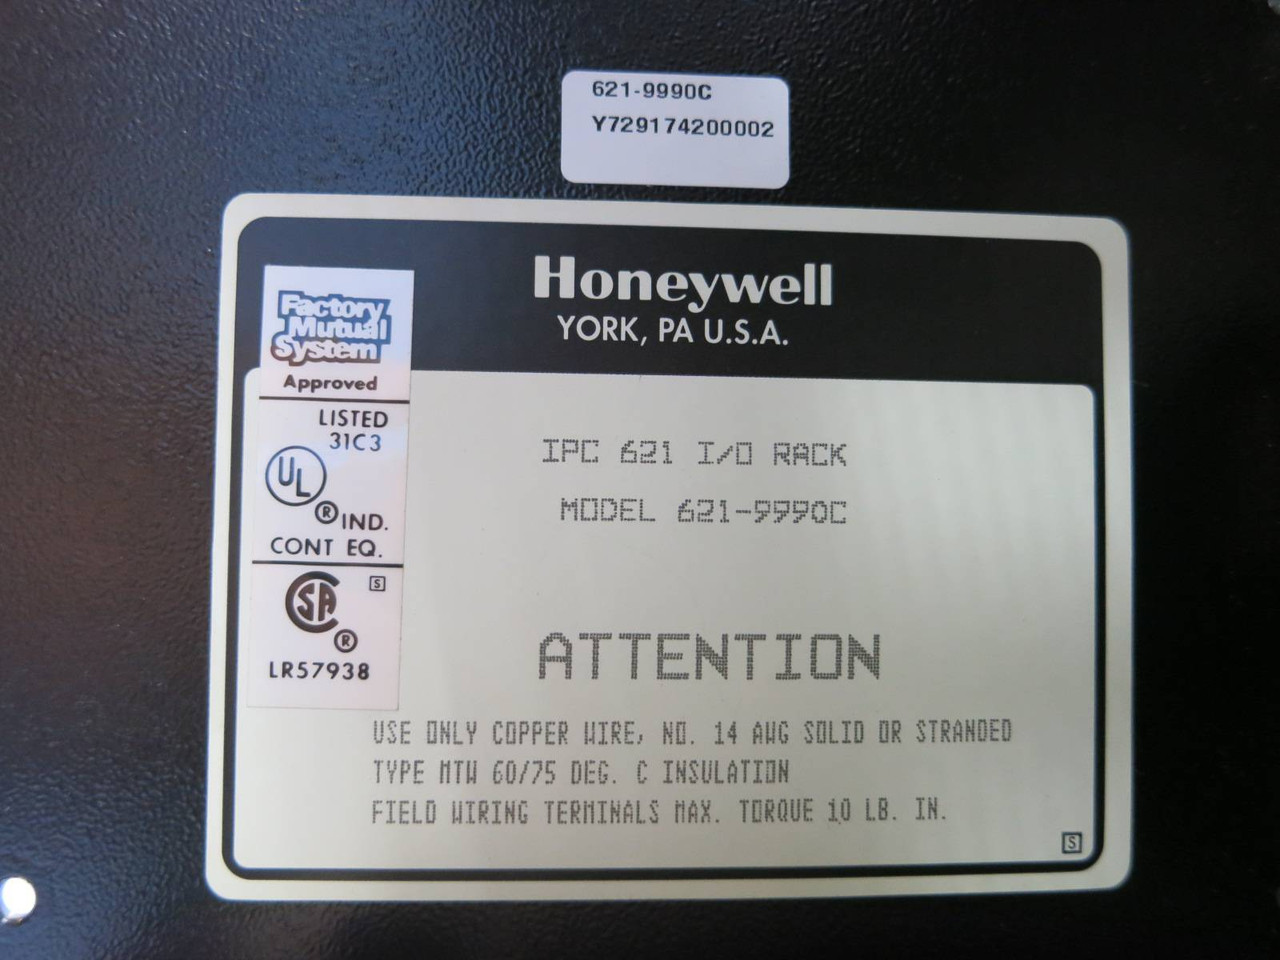 621-9990C
Y729174200002
Honeywell
YORK, PA U.S.A.
Factory
Mutual
System
Approved
LISTED
31C3
UL
® IND.
CONT EQ.
S
SA
®
LR57938
IPC 621 I/O RACK
MODEL 621-9990C
ATTENTION
USE ONLY COPPER WIRE, NO. 14 AWG SOLID OR STRANDED
TYPE MTW 60/75 DEG. C INSULATION
FIELD WIRING TERMINALS MAX. TORQUE 10 LB. IN.
S